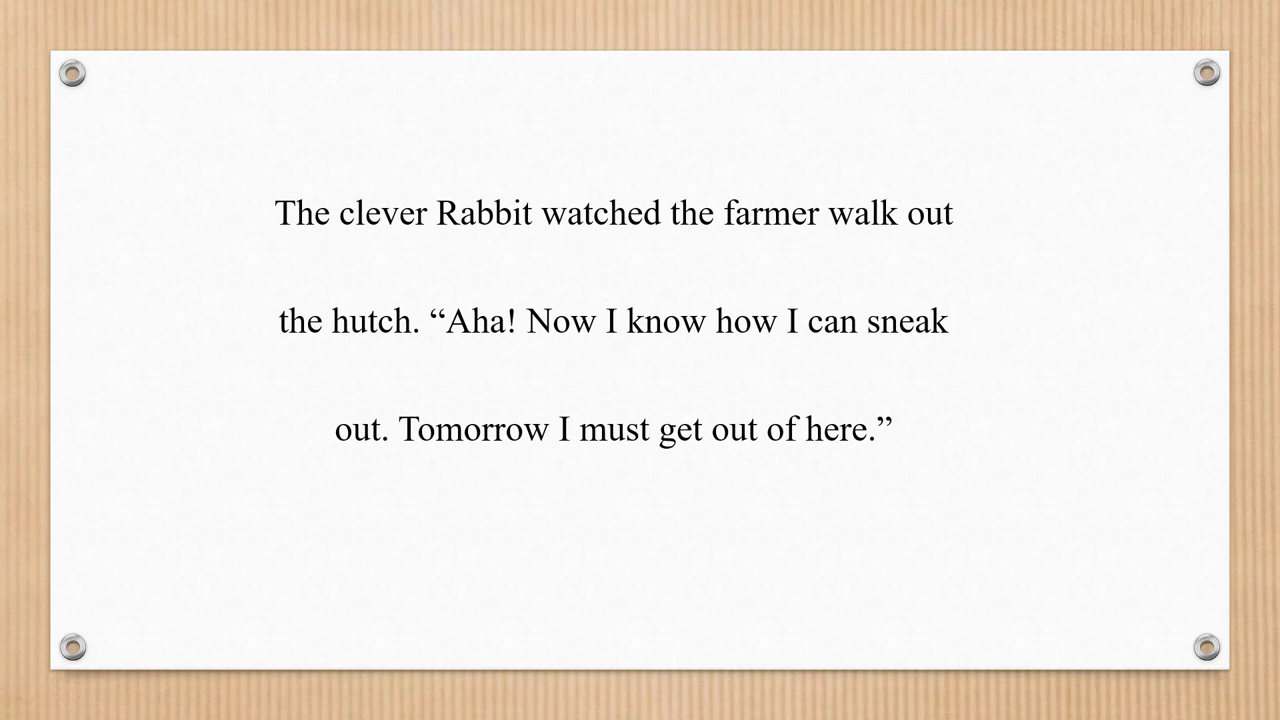 The clever Rabbit watched the farmer walk out
the hutch. “Aha! Now I know how I can sneak
out. Tomorrow I must get out of here.”